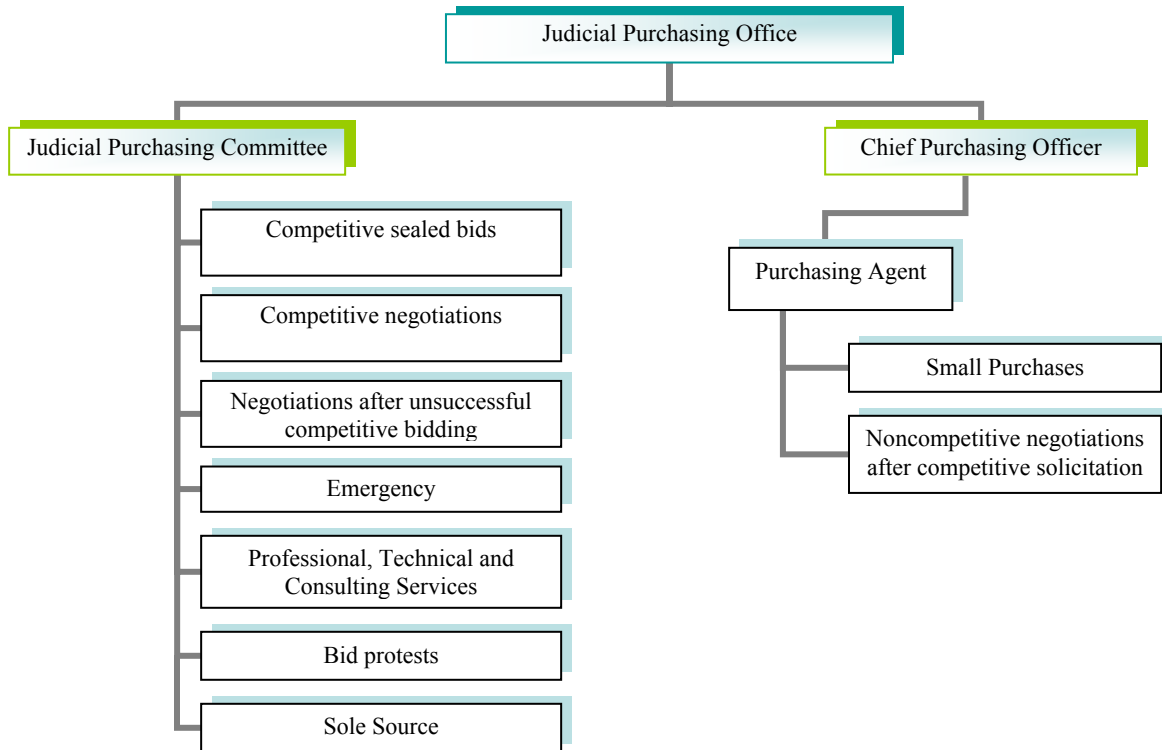 Judicial Purchasing Office
Judicial Purchasing Committee
Competitive sealed bids
Competitive negotiations
Negotiations after unsuccessful
competitive bidding
Emergency
Professional, Technical and
Consulting Services
Bid protests
Sole Source
Chief Purchasing Officer
Purchasing Agent
Small Purchases
Noncompetitive negotiations
after competitive solicitation